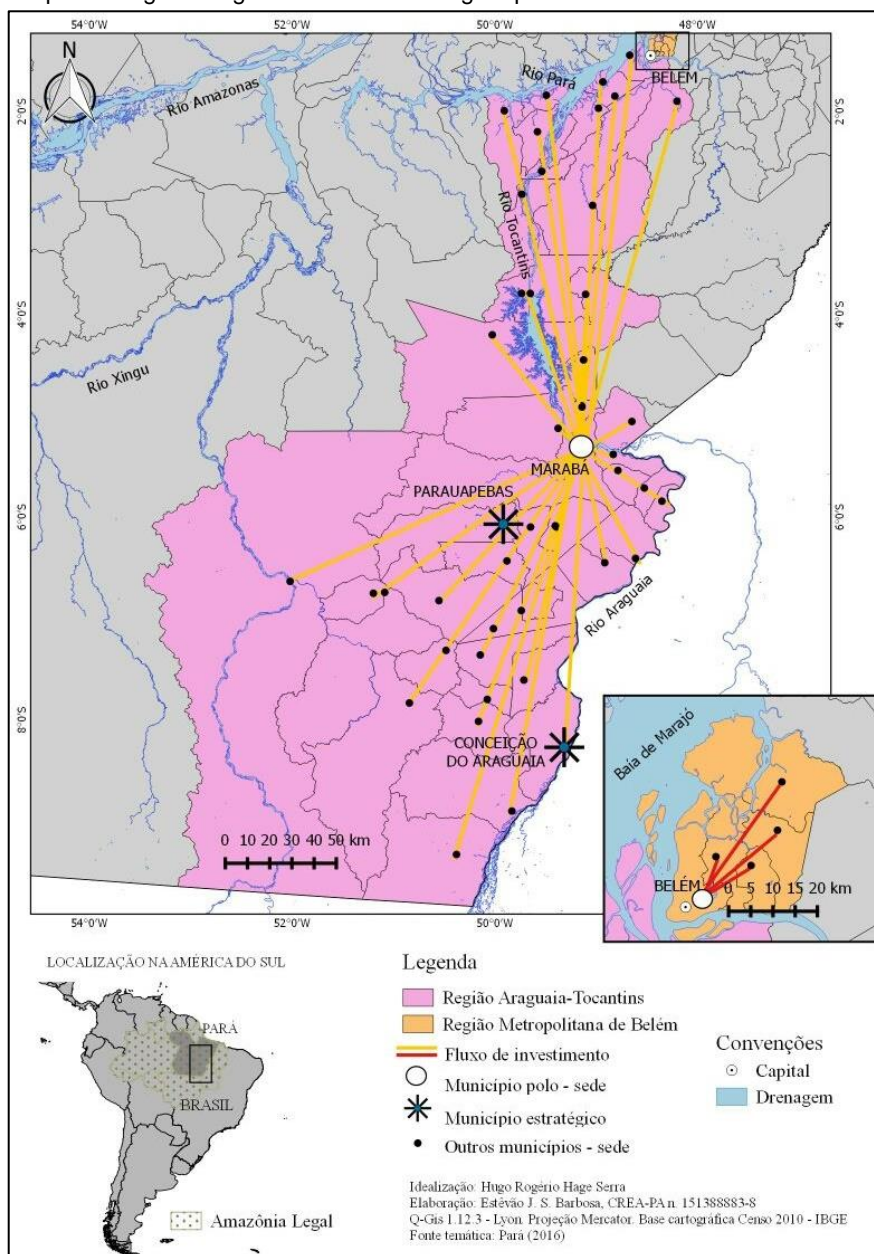 54°0'W 52°0'W 50°0'W 48°0'W
N
Rio Amazonas
Rio Pará
BELÉM
2°0'S
2°0'S
Rio Tocantins
4°0'S
4°0'S
Rio Xingu
MARABÁ
PARAUAPEBAS
6°0'S
6°0'S
Rio Araguaia
8°0'S
CONCEIÇÃO
DO ARAGUAIA
0 10 20 30 40 50 km
Baía de Marajó
BELÉM
0 5 10 15 20 km
54°0'W 52°0'W 50°0'W
LOCALIZAÇÃO NA AMÉRICA DO SUL
PARÁ
BRASIL
Amazônia Legal
Legenda
Região Araguaia-Tocantins
Região Metropolitana de Belém
Fluxo de investimento
Município polo - sede
Município estratégico
Outros municípios - sede
Convenções
Capital
Drenagem
Idealização: Hugo Rogério Hage Serra
Elaboração: Estêvão J. S. Barbosa, CREA-PA n. 151388883-8
Q-Gis 1.12.3 - Lyon. Projeção Mercator. Base cartográfica Censo 2010 - IBGE
Fonte temática: Pará (2016)